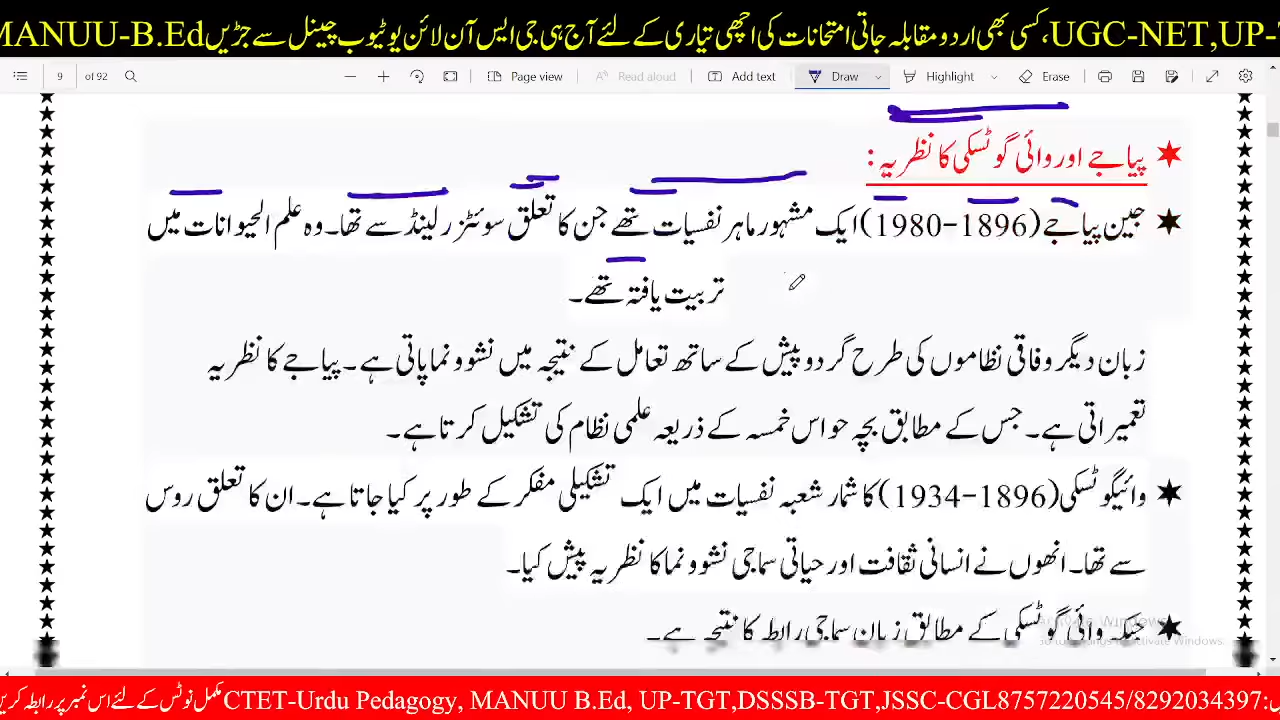 MANUU-B.Ed، کسی بھی اردو مقابلہ جاتی امتحانات کی اچھی تیاری کے لئے آج ہی جی ایس آن لائن یوٹیوب چینل سے جڑیں UGC-NET,UP-
9 of 92 Page view Read aloud Add text Draw Highlight Erase
پیاجے اور وائی گوٹسکی کا نظریہ :
جین پیاجے (1896-1980) ایک مشہور ماہر نفسیات تھے جن کا تعلق سوئٹزرلینڈ سے تھا۔ وہ علم الحیوانات میں
تربیت یافتہ تھے۔
زبان دیگر وفاقی نظاموں کی طرح گرد و پیش کے ساتھ تعامل کے نتیجہ میں نشوونما پاتی ہے۔ پیاجے کا نظریہ
تعمیراتی ہے۔ جس کے مطابق بچہ حواس خمسہ کے ذریعہ علمی نظام کی تشکیل کرتا ہے۔
وائیگوٹسکی (1896-1934) کا شمار شعبہ نفسیات میں ایک تشکیلی مفکر کے طور پر کیا جاتا ہے۔ ان کا تعلق روس
سے تھا۔ انھوں نے انسانی ثقافت اور حیاتی سماجی نشوونما کا نظریہ پیش کیا۔
جبکہ وائی گوٹسکی کے مطابق زبان سماجی رابطہ کا نتیجہ ہے۔
Activate Windows
مکمل نوٹس کے لئے اس نمبر پر رابطہ کریں CTET-Urdu Pedagogy, MANUU B.Ed, UP-TGT,DSSSB-TGT,JSSC-CGL8757220545/8292034397: